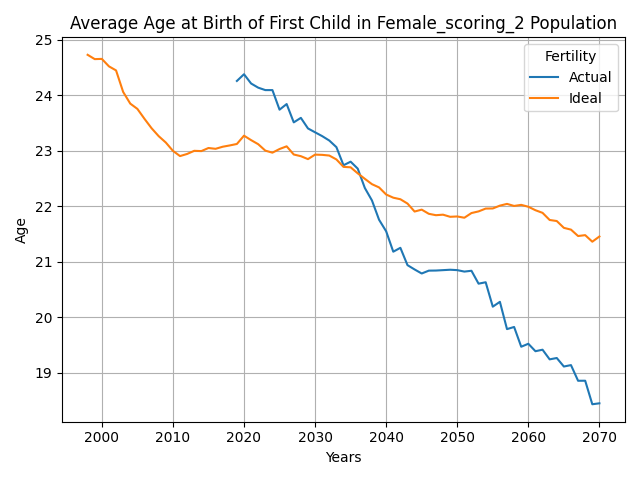 Average Age at Birth of First Child in Female_scoring_2 Population
Fertility
Actual
Ideal
Age
25
24
23
22
21
20
19
2000 2010 2020 2030 2040 2050 2060 2070
Years